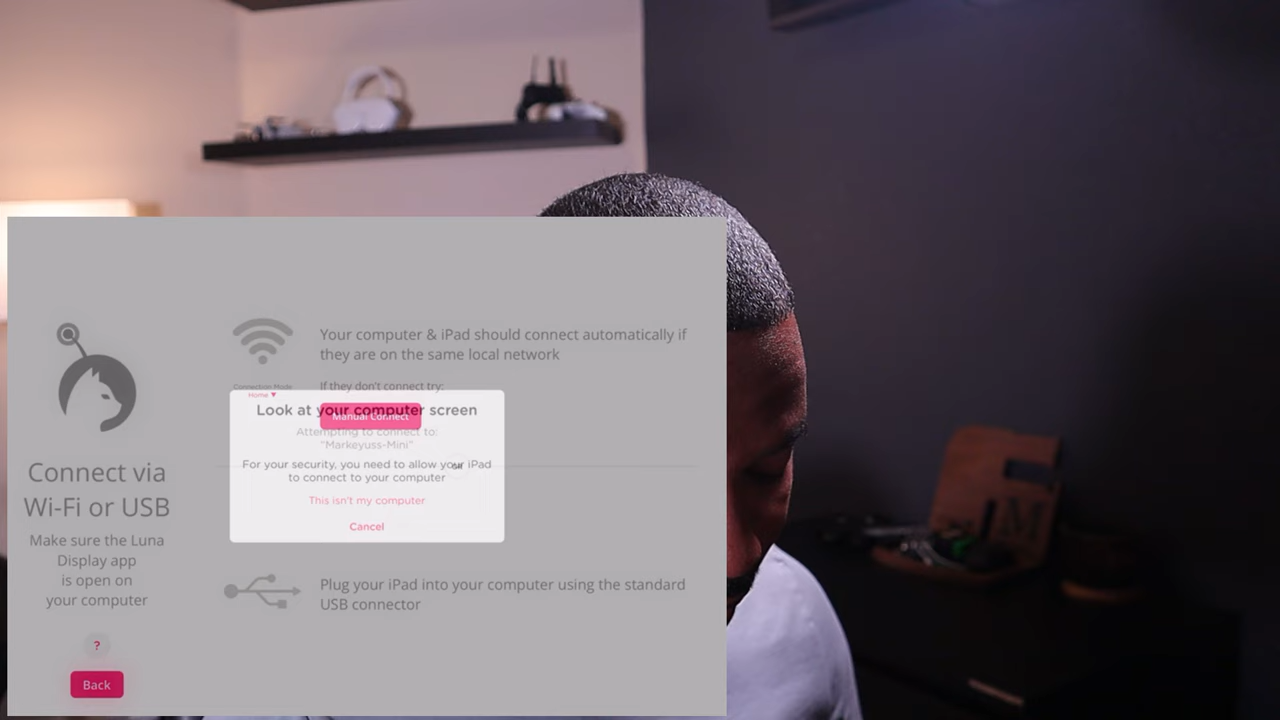 Your computer & iPad should connect automatically if
they are on the same local network
Connection Mode
Home ▼
If they don't connect try:
Manual Connect
Look at your computer screen
Attempting to connect to:
"Markeyuss-Mini"
For your security, you need to allow your iPad
to connect to your computer
This isn't my computer
Cancel
OR
Connect via
Wi-Fi or USB
Make sure the Luna
Display app
is open on
your computer
Plug your iPad into your computer using the standard
USB connector
?
Back
M